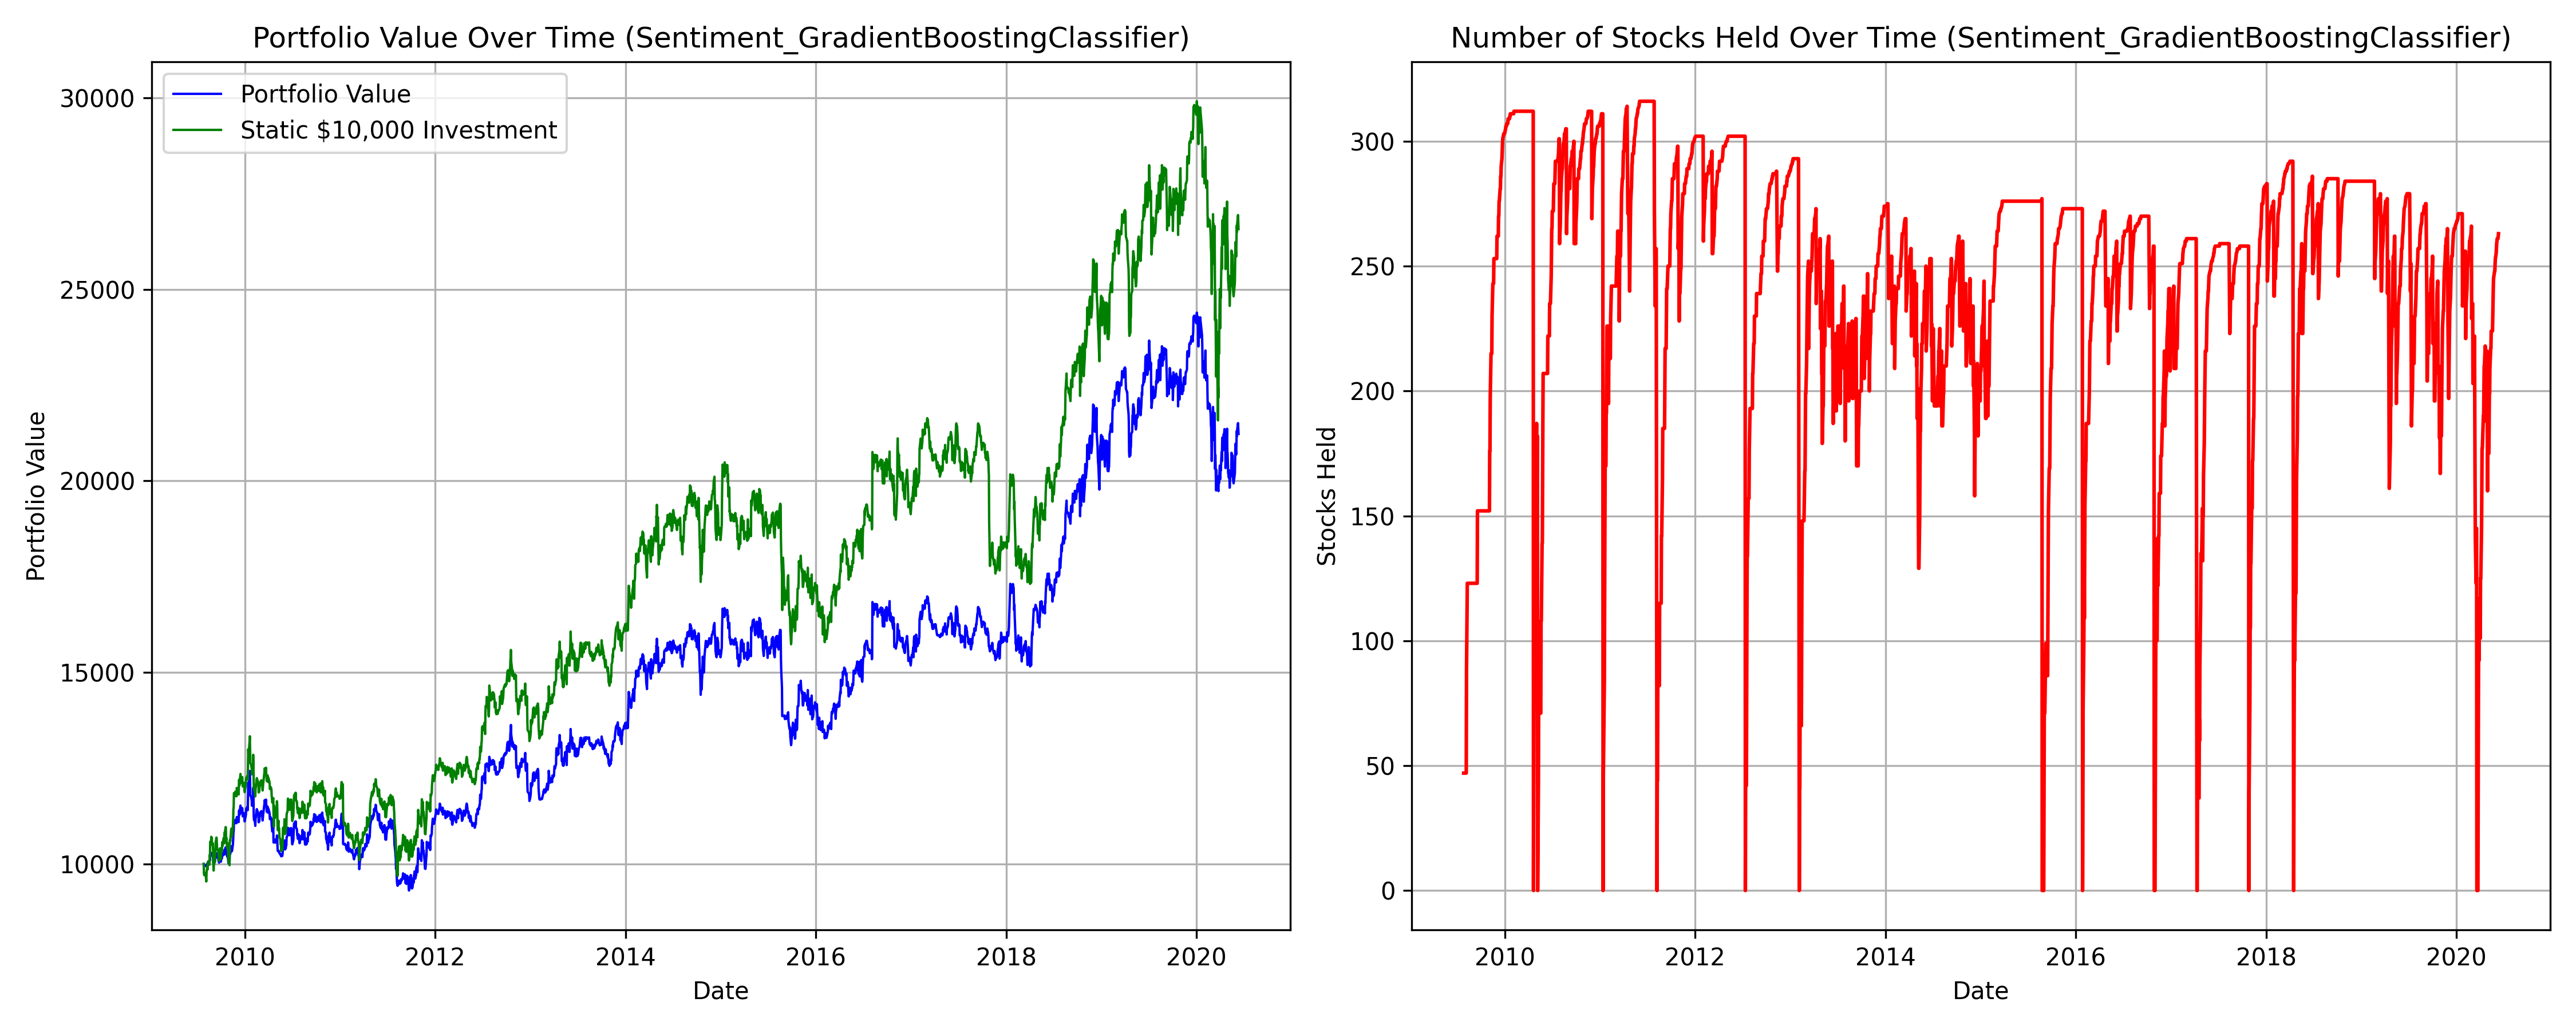 Portfolio Value Over Time (Sentiment_GradientBoostingClassifier)
Portfolio Value
Static $10,000 Investment
30000
25000
20000
15000
10000
Portfolio Value
2010 2012 2014 2016 2018 2020
Date
Number of Stocks Held Over Time (Sentiment_GradientBoostingClassifier)
300
250
200
150
100
50
0
Stocks Held
2010 2012 2014 2016 2018 2020
Date